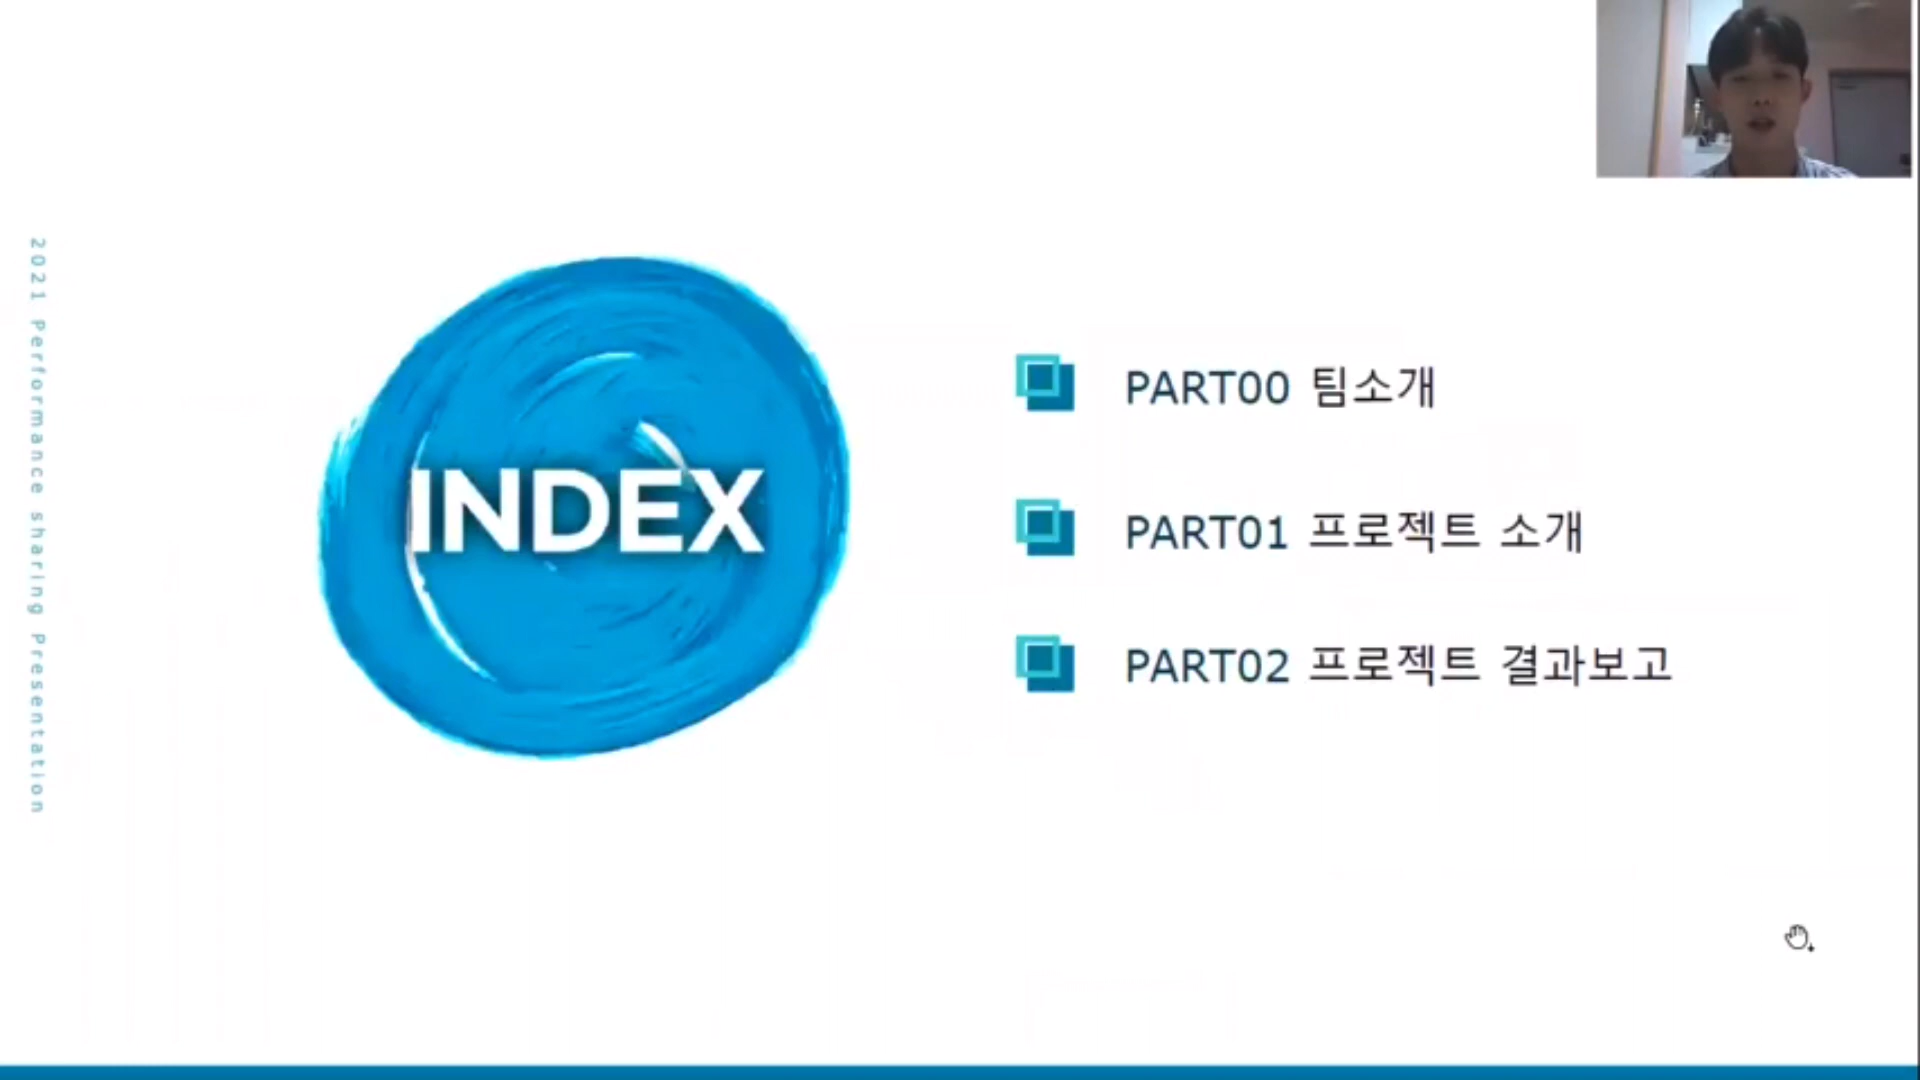 2021 Performance sharing Presentation
INDEX
PART00 팀소개
PART01 프로젝트 소개
PART02 프로젝트 결과보고